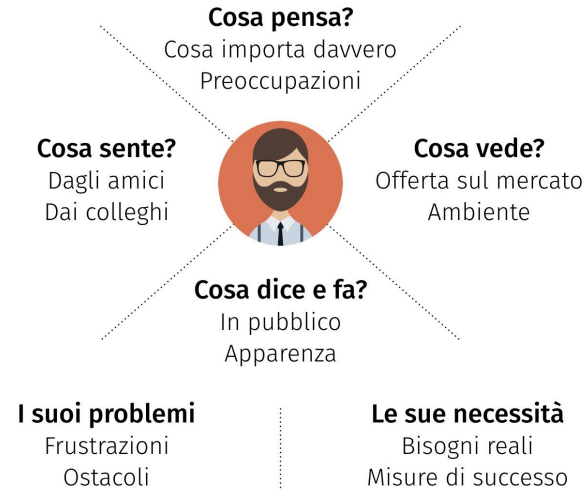 Cosa pensa?
Cosa importa davvero
Preoccupazioni
Cosa sente?
Dagli amici
Dai colleghi
Cosa vede?
Offerta sul mercato
Ambiente
Cosa dice e fa?
In pubblico
Apparenza
I suoi problemi
Frustrazioni
Ostacoli
Le sue necessità
Bisogni reali
Misure di successo